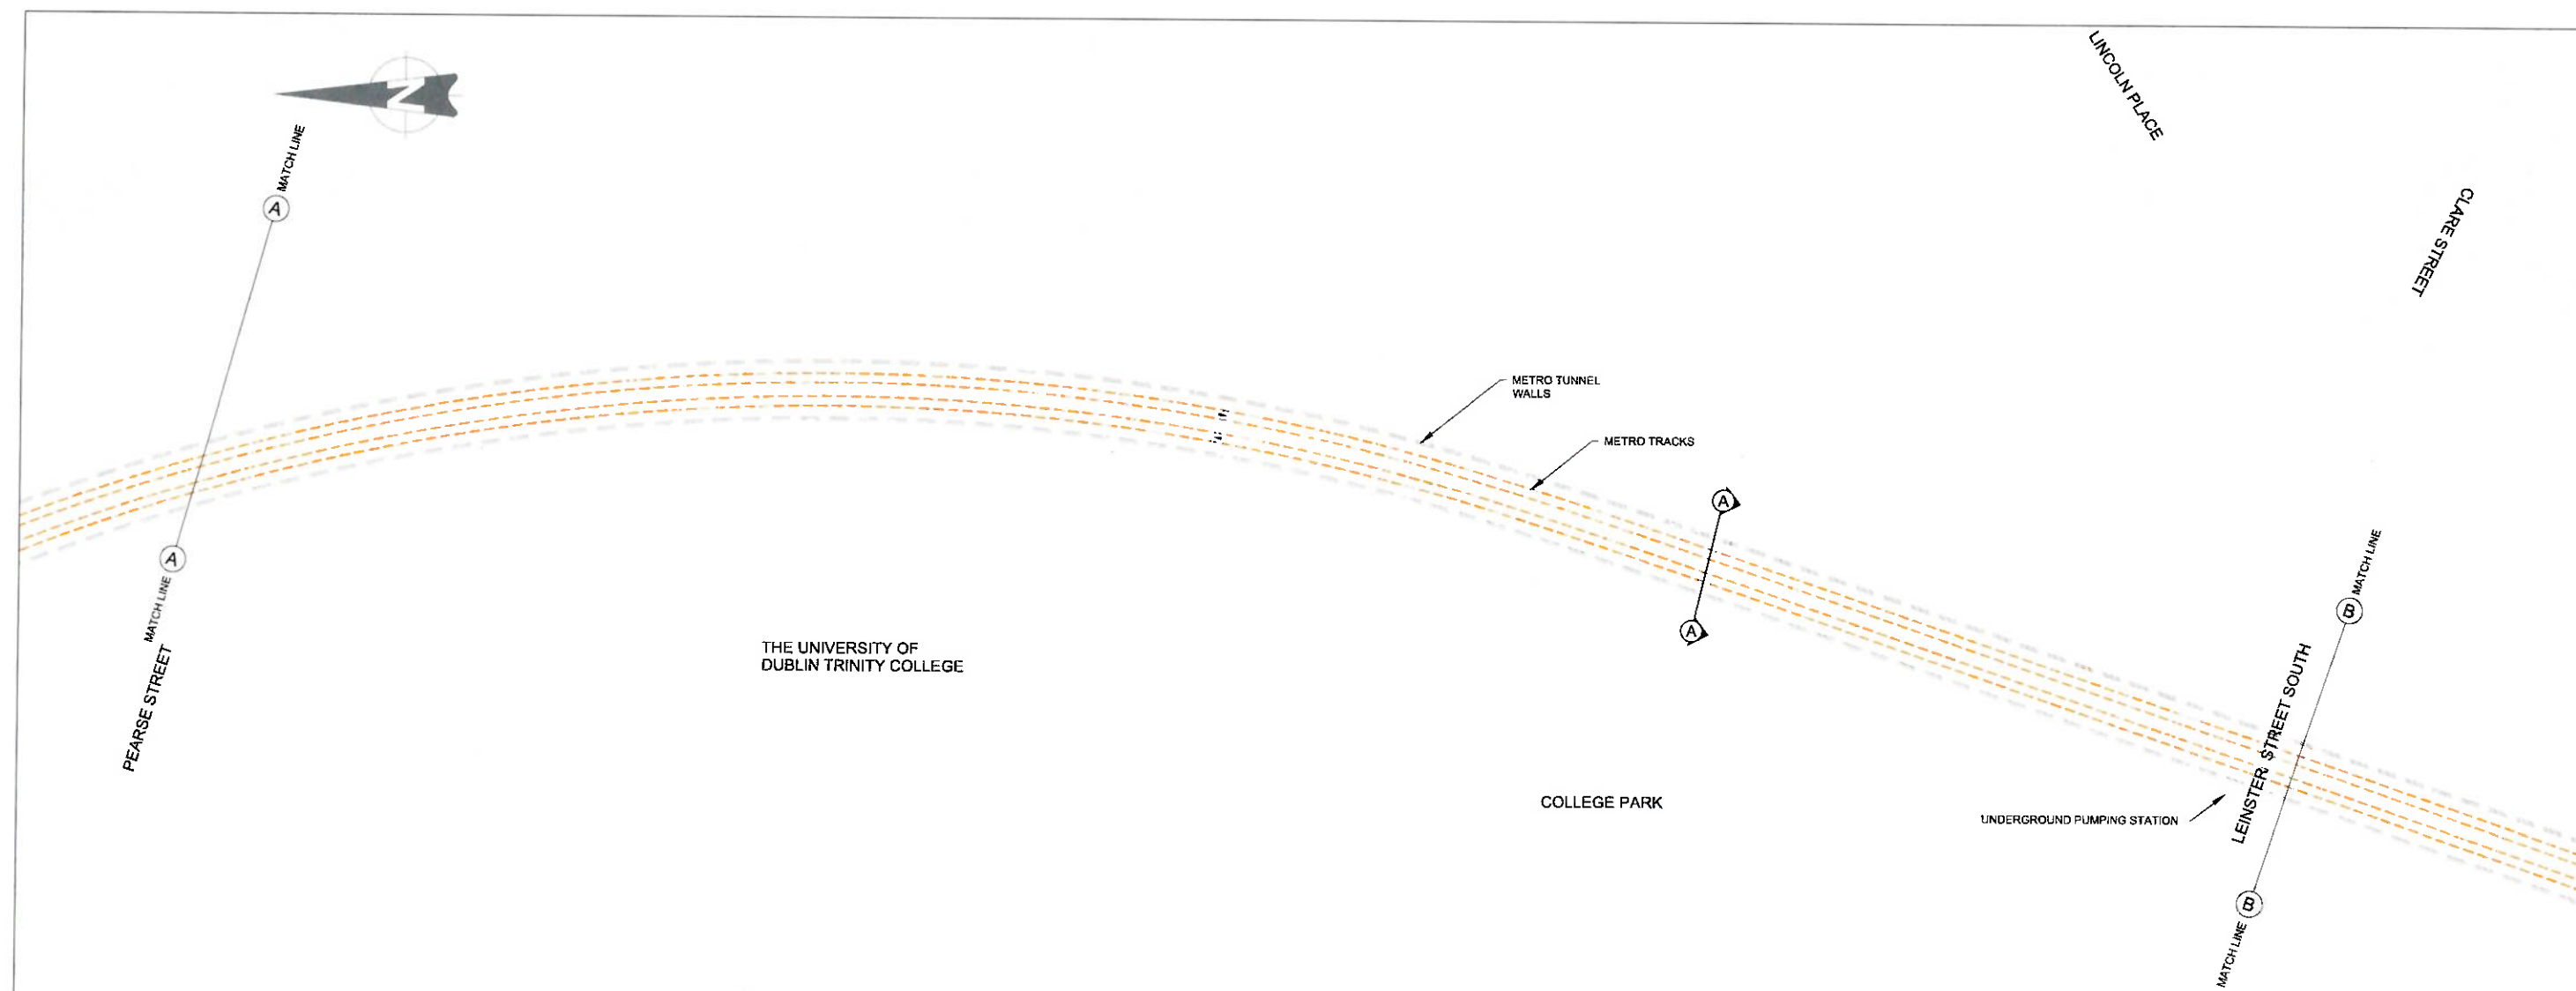 LINCOLN PLACE
N
MATCH LINE
A
CLARE STREET
METRO TUNNEL
WALLS
METRO TRACKS
A
A
MATCH LINE
MATCH LINE
B
A
PEARSE STREET
THE UNIVERSITY OF
DUBLIN TRINITY COLLEGE
LEINSTER STREET SOUTH
COLLEGE PARK
UNDERGROUND PUMPING STATION
B
MATCH LINE